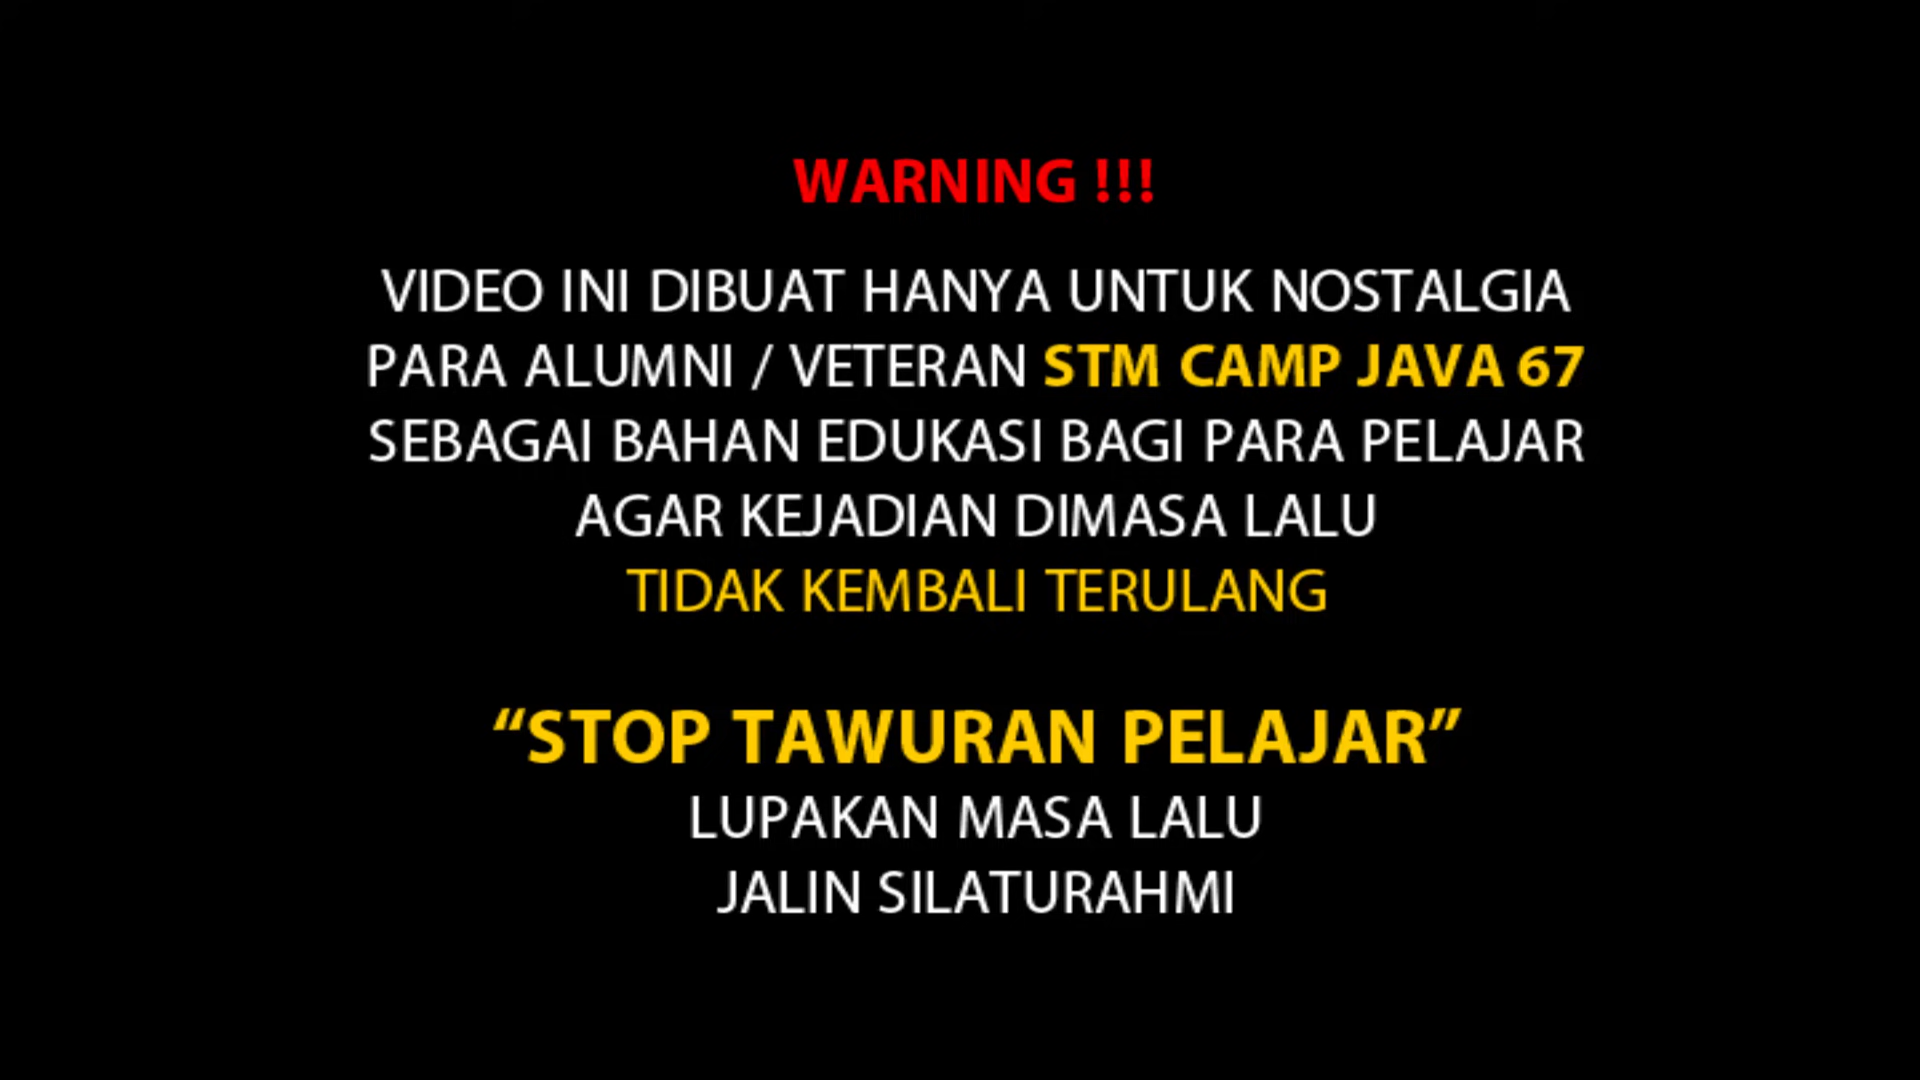 WARNING !!!
VIDEO INI DIBUAT HANYA UNTUK NOSTALGIA
PARA ALUMNI / VETERAN STM CAMP JAVA 67
SEBAGAI BAHAN EDUKASI BAGI PARA PELAJAR
AGAR KEJADIAN DIMASA LALU
TIDAK KEMBALI TERULANG
“STOP TAWURAN PELAJAR”
LUPAKAN MASA LALU
JALIN SILATURAHMI